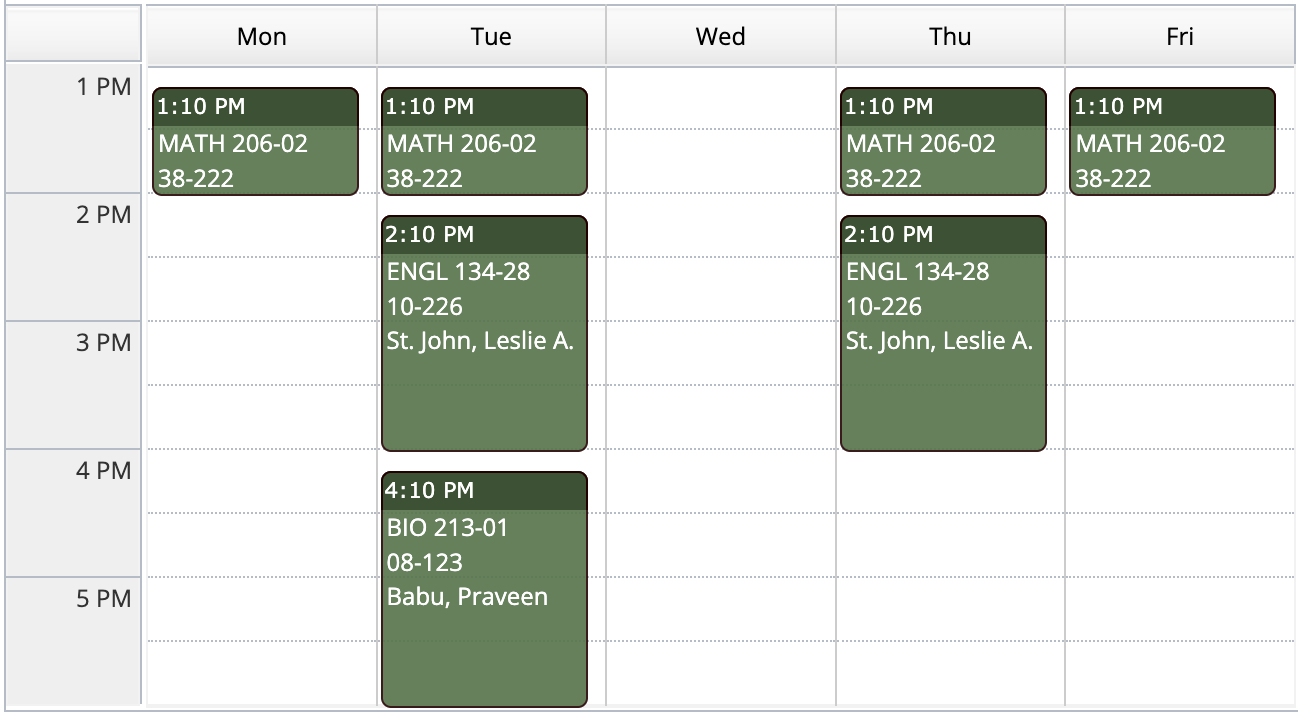 Mon Tue Wed Thu Fri
1 PM
1:10 PM 1:10 PM 1:10 PM 1:10 PM
MATH 206-02 MATH 206-02 MATH 206-02 MATH 206-02
38-222 38-222 38-222 38-222
2 PM
2:10 PM 2:10 PM
ENGL 134-28 ENGL 134-28
10-226 10-226
3 PM
St. John, Leslie A. St. John, Leslie A.
4 PM
4:10 PM
BIO 213-01
08-123
5 PM
Babu, Praveen